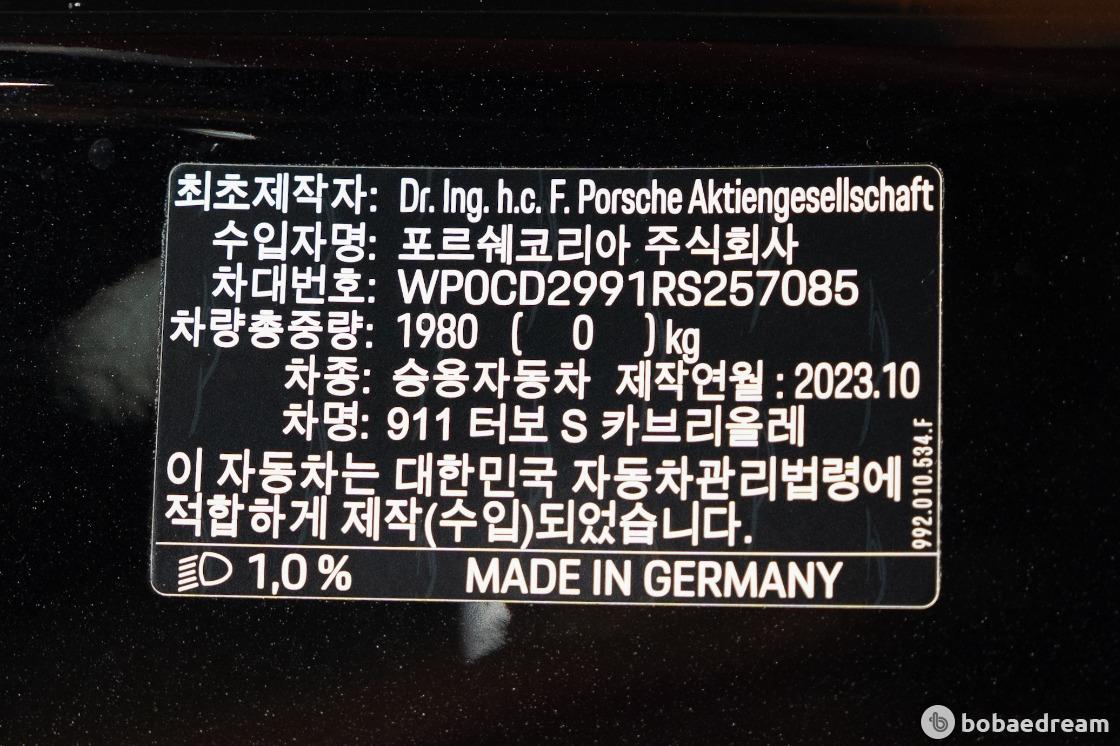 최초제작자: Dr. Ing. h.c. F. Porsche Aktiengesellschaft
수입자명: 포르쉐코리아 주식회사
차대번호: WP0CD2991RS257085
차량총중량: 1980 ( 0 )kg
차종: 승용자동차 제작연월 : 2023.10
차명: 911 터보 S 카브리올레
이 자동차는 대한민국 자동차관리법령에
적합하게 제작(수입)되었습니다.
992.010.534.F
1,0 % MADE IN GERMANY
bobaedream